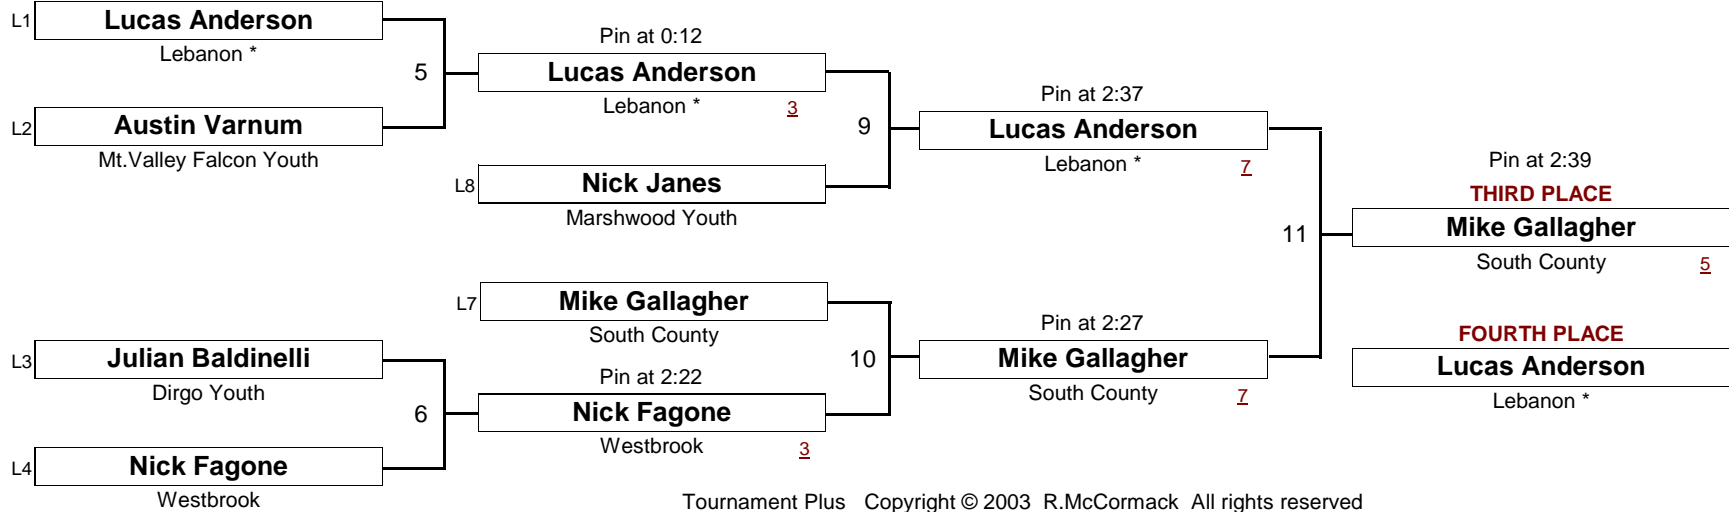 L1 Lucas Anderson
Lebanon *
5
L2 Austin Varnum
Mt.Valley Falcon Youth
Pin at 0:12
Lucas Anderson
Lebanon * 3
9
L8 Nick Janes
Marshwood Youth
Pin at 2:37
Lucas Anderson
Lebanon * 7
11
Pin at 2:39
THIRD PLACE
Mike Gallagher
South County 5
L7 Mike Gallagher
South County
10
Pin at 2:27
Mike Gallagher
South County 7
FOURTH PLACE
Lucas Anderson
Lebanon *
L3 Julian Baldinelli
Dirgo Youth
6
L4 Nick Fagone
Westbrook
Pin at 2:22
Nick Fagone
Westbrook 3
Tournament Plus Copyright © 2003 R.McCormack All rights reserved